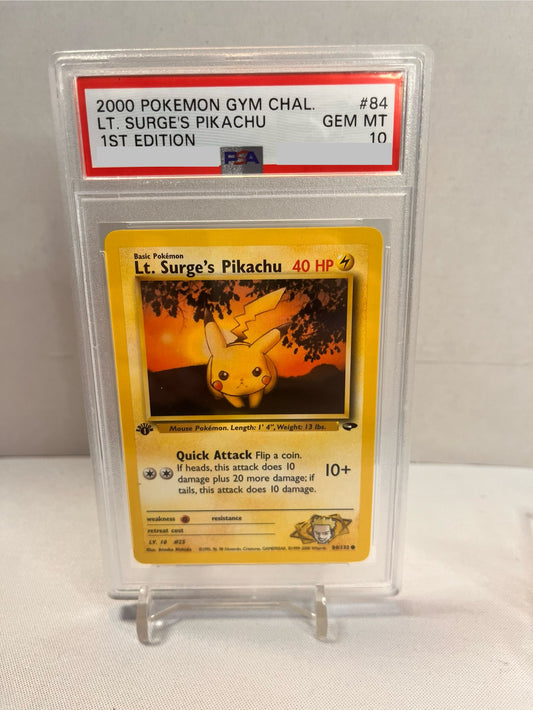 2000 POKEMON GYM CHAL. #84
LT. SURGE'S PIKACHU GEM MT
1ST EDITION 10
PSA
Basic Pokémon
Lt. Surge's Pikachu 40 HP
Mouse Pokémon. Length: 1' 4", Weight: 13 lbs.
Quick Attack Flip a coin.
If heads, this attack does 10
damage plus 20 more damage; if
tails, this attack does 10 damage.
10+
weakness resistance
retreat cost
LV. 10 #25